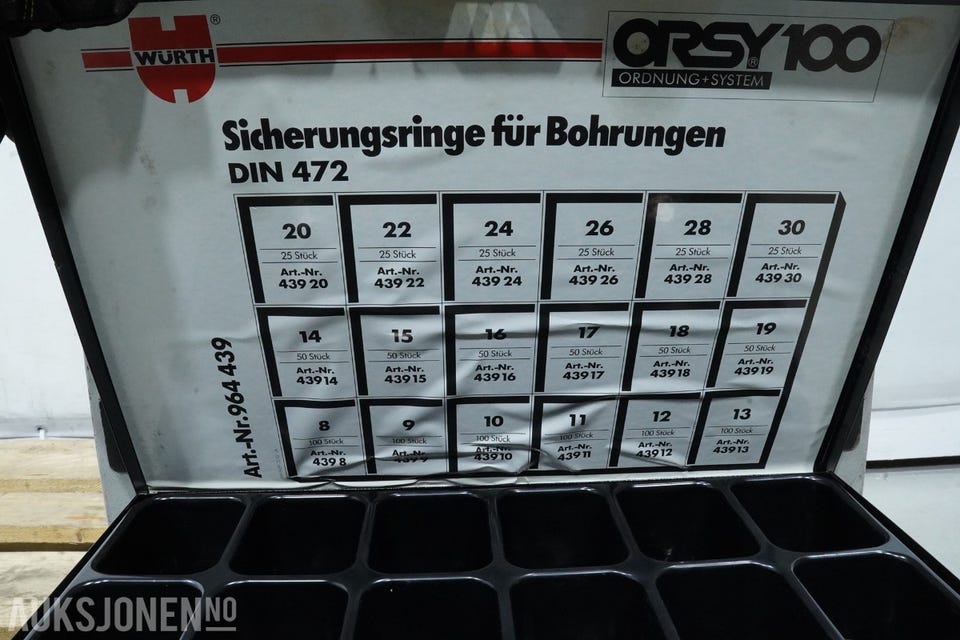 WÜRTH ®
ORSY®100
ORDNUNG+SYSTEM
Sicherungsringe für Bohrungen
DIN 472
20 22 24 26 28 30
25 Stück 25 Stück 25 Stück 25 Stück 25 Stück 25 Stück
Art.-Nr. Art.-Nr. Art.-Nr. Art.-Nr. Art.-Nr. Art.-Nr.
439 20 439 22 439 24 439 26 439 28 439 30
14 15 16 17 18 19
50 Stück 50 Stück 50 Stück 50 Stück 50 Stück 50 Stück
Art.-Nr. Art.-Nr. Art.-Nr. Art.-Nr. Art.-Nr. Art.-Nr.
439 14 439 15 439 16 439 17 439 18 439 19
8 9 10 11 12 13
100 Stück 100 Stück 100 Stück 100 Stück 100 Stück 100 Stück
Art.-Nr. Art.-Nr. Art.-Nr. Art.-Nr. Art.-Nr. Art.-Nr.
439 8 439 9 439 10 439 11 439 12 439 13
Art.-Nr. 964 439
AUKSJONEN NO